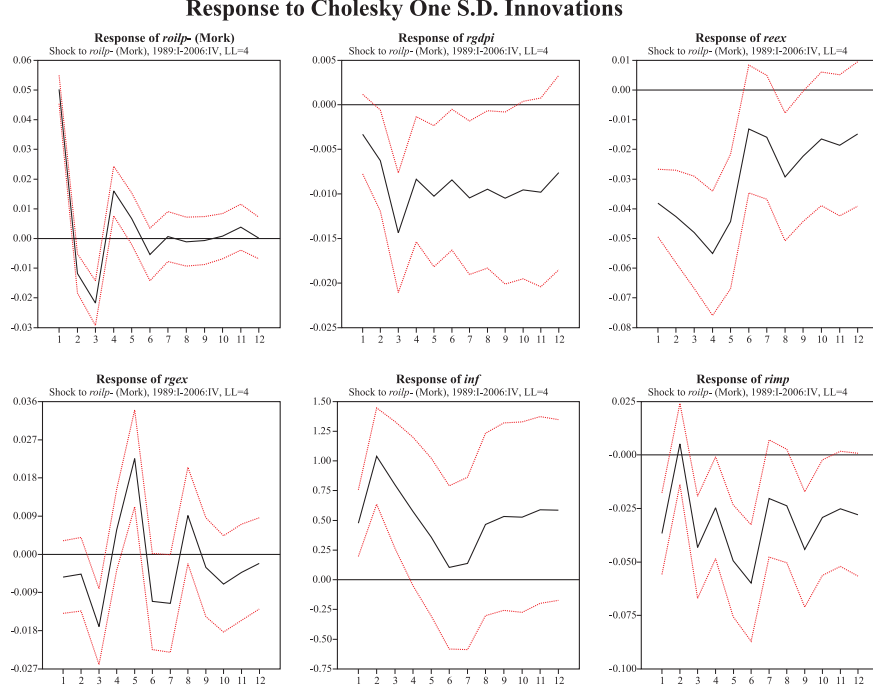 Response to Cholesky One S.D. Innovations
Response of roilp- (Mork)
Shock to roilp- (Mork), 1989:I-2006:IV, LL=4
0.06
0.05
0.04
0.03
0.02
0.01
0.00
-0.01
-0.02
-0.03
1 2 3 4 5 6 7 8 9 10 11 12
Response of rgdpi
Shock to roilp- (Mork), 1989:I-2006:IV, LL=4
0.005
0.000
-0.005
-0.010
-0.015
-0.020
-0.025
1 2 3 4 5 6 7 8 9 10 11 12
Response of reex
Shock to roilp- (Mork), 1989:I-2006:IV, LL=4
0.01
0.00
-0.01
-0.02
-0.03
-0.04
-0.05
-0.06
-0.07
-0.08
1 2 3 4 5 6 7 8 9 10 11 12
Response of rgex
Shock to roilp- (Mork), 1989:I-2006:IV, LL=4
0.036
0.027
0.018
0.009
0.000
-0.009
-0.018
-0.027
1 2 3 4 5 6 7 8 9 10 11 12
Response of inf
Shock to roilp- (Mork), 1989:I-2006:IV, LL=4
1.50
1.25
1.00
0.75
0.50
0.25
0.00
-0.25
-0.50
-0.75
1 2 3 4 5 6 7 8 9 10 11 12
Response of rimp
Shock to roilp- (Mork), 1989:I-2006:IV, LL=4
0.025
-0.000
-0.025
-0.050
-0.075
-0.100
1 2 3 4 5 6 7 8 9 10 11 12